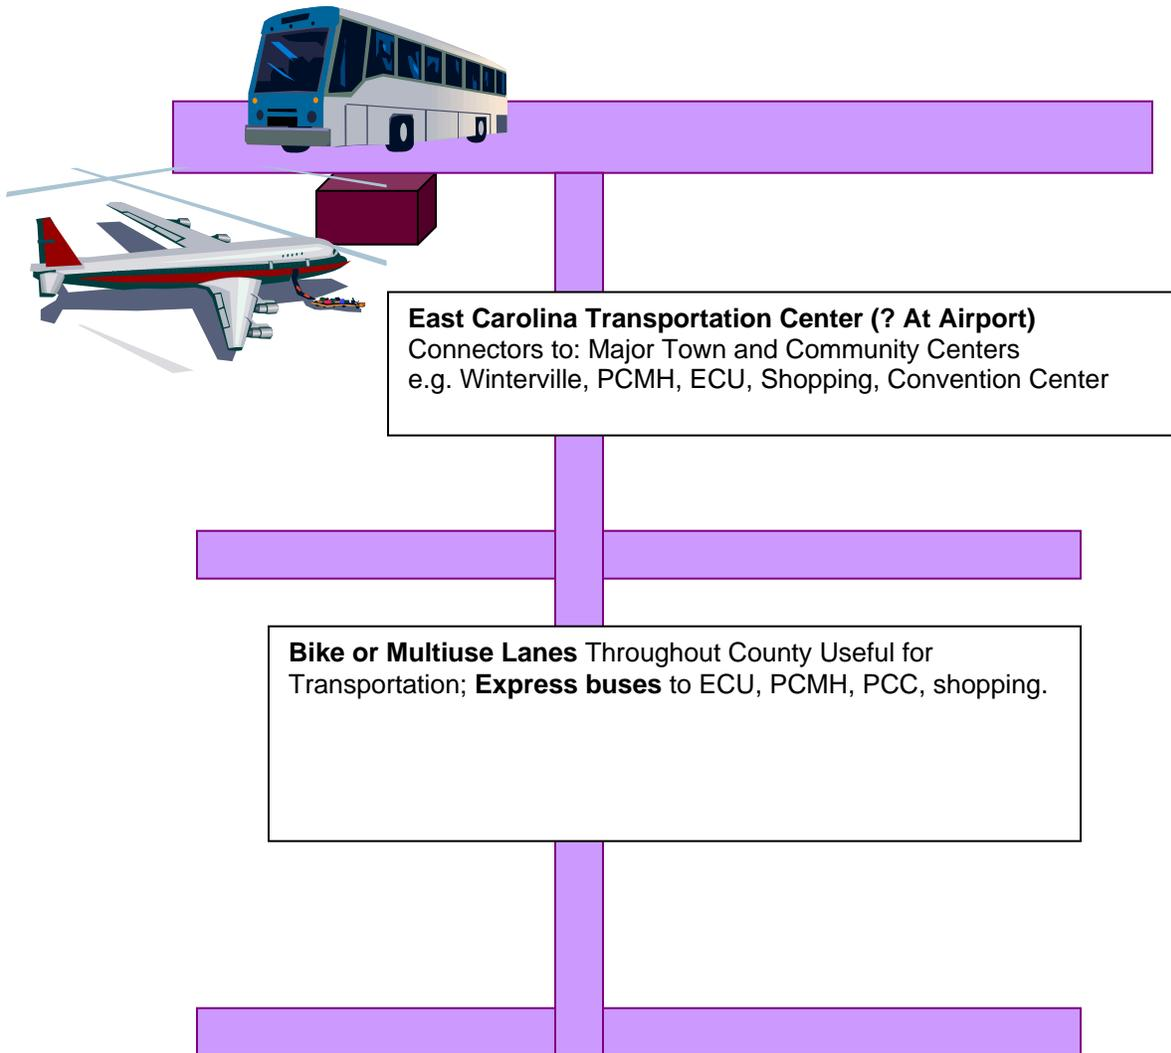 East Carolina Transportation Center (? At Airport)
Connectors to: Major Town and Community Centers
e.g. Winterville, PCMH, ECU, Shopping, Convention Center
Bike or Multiuse Lanes Throughout County Useful for
Transportation; Express buses to ECU, PCMH, PCC, shopping.